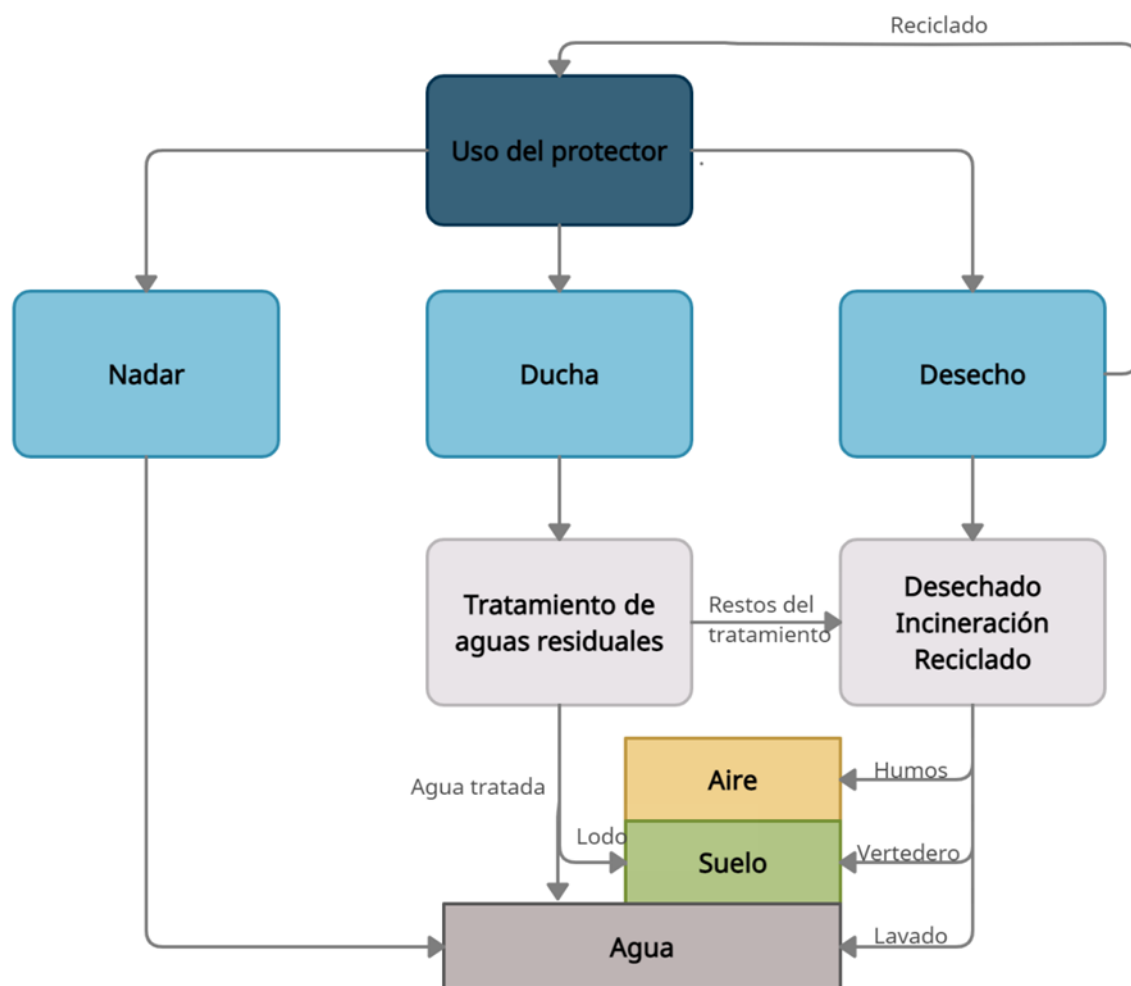 Reciclado
Uso del protector
Nadar
Ducha
Desecho
Tratamiento de
aguas residuales
Restos del
tratamiento
Desechado
Incineración
Reciclado
Agua tratada
Aire
Humos
Lodo
Suelo
Vertedero
Agua
Lavado